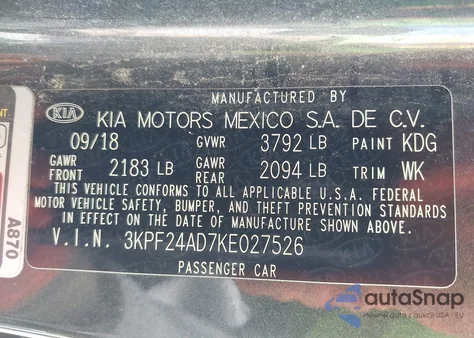 MANUFACTURED BY
KIA KIA MOTORS MEXICO S.A. DE C.V.
09/18 GVWR 3792 LB PAINT KDG
GAWR FRONT 2183 LB GAWR REAR 2094 LB TRIM WK
THIS VEHICLE CONFORMS TO ALL APPLICABLE U.S.A. FEDERAL
MOTOR VEHICLE SAFETY, BUMPER, AND THEFT PREVENTION STANDARDS
IN EFFECT ON THE DATE OF MANUFACTURE SHOWN ABOVE.
V.I.N. 3KPF24AD7KE027526
PASSENGER CAR
A870
autoSnap